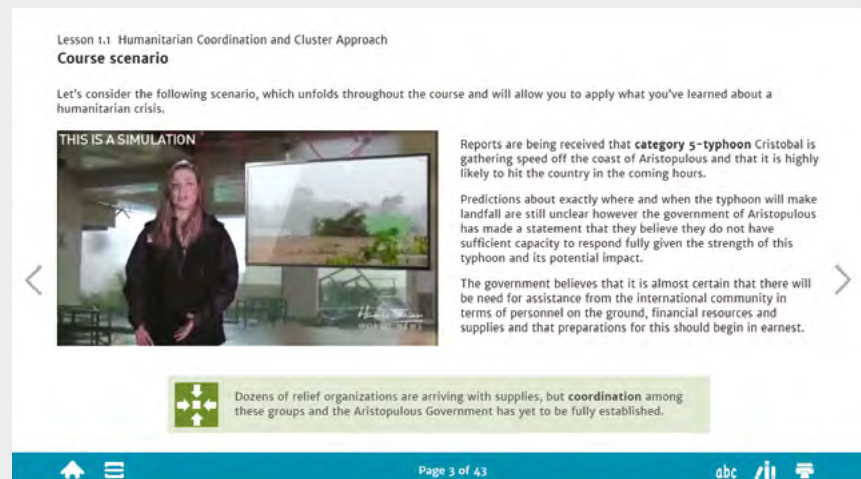 Lesson 1.1 Humanitarian Coordination and Cluster Approach
Course scenario
Let's consider the following scenario, which unfolds throughout the course and will allow you to apply what you've learned about a
humanitarian crisis.
THIS IS A SIMULATION
Reports are being received that category 5-typhoon Cristobal is
gathering speed off the coast of Aristopulous and that it is highly
likely to hit the country in the coming hours.
Predictions about exactly where and when the typhoon will make
landfall are still unclear however the government of Aristopulous
has made a statement that they believe they do not have
sufficient capacity to respond fully given the strength of this
typhoon and its potential impact.
The government believes that it is almost certain that there will
be need for assistance from the international community in
terms of personnel on the ground, financial resources and
supplies and that preparations for this should begin in earnest.
WORLD NEWS
Dozens of relief organizations are arriving with supplies, but coordination among
these groups and the Aristopulous Government has yet to be fully established.
Page 3 of 43
abc